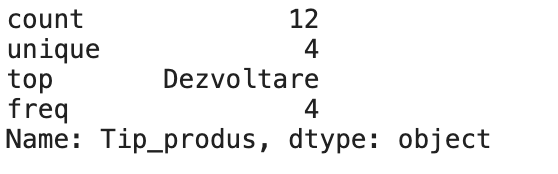 count 12
unique 4
top Dezvoltare
freq 4
Name: Tip_produs, dtype: object